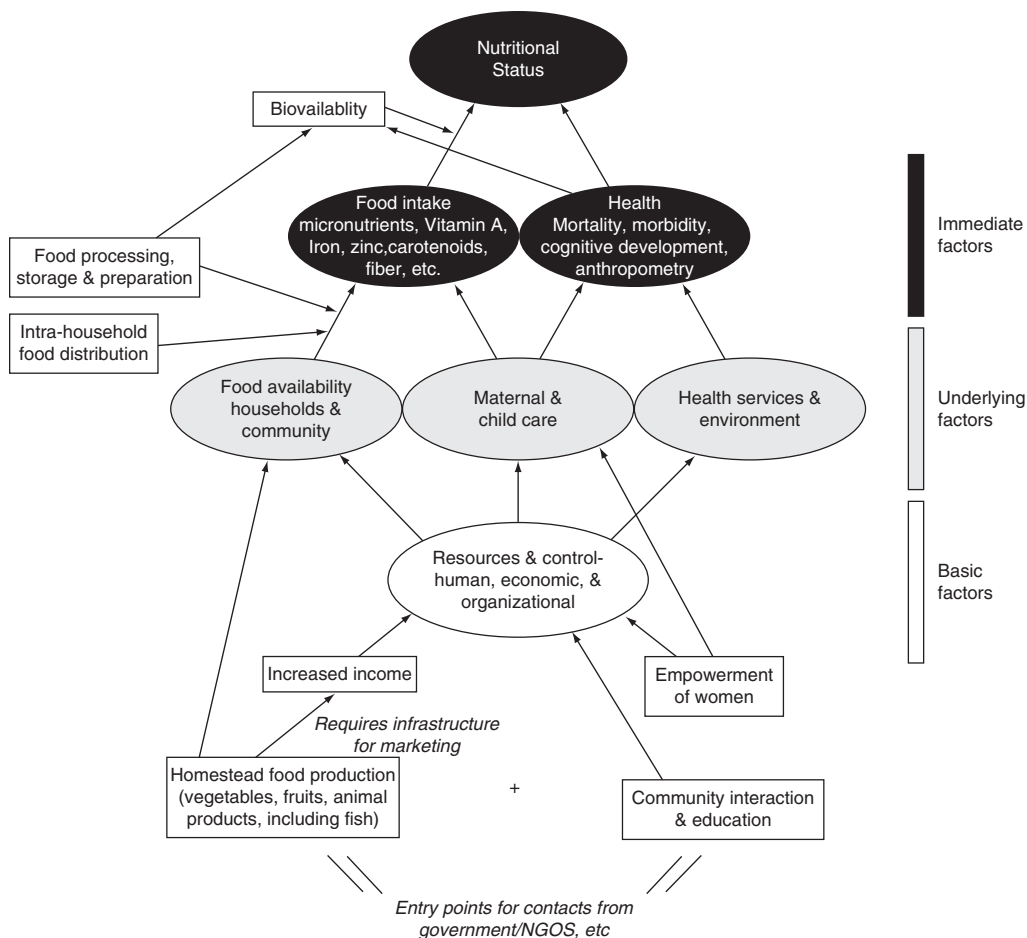 Nutritional
Status
Biovailablity
Food intake
micronutrients, Vitamin A,
Iron, zinc,carotenoids,
fiber, etc.
Health
Mortality, morbidity,
cognitive development,
anthropometry
Immediate
factors
Food processing,
storage & preparation
Intra-household
food distribution
Food availability
households &
community
Maternal &
child care
Health services &
environment
Underlying
factors
Resources & control-
human, economic, &
organizational
Basic
factors
Increased income
Empowerment
of women
Requires infrastructure
for marketing
Homestead food production
(vegetables, fruits, animal
products, including fish)
+
Community interaction
& education
Entry points for contacts from
government/NGOS, etc